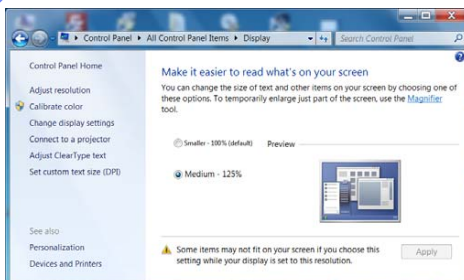 Control Panel ▸ All Control Panel Items ▸ Display
Search Control Panel
Control Panel Home
Adjust resolution
Calibrate color
Change display settings
Connect to a projector
Adjust ClearType text
Set custom text size (DPI)
See also
Personalization
Devices and Printers
Make it easier to read what's on your screen
You can change the size of text and other items on your screen by choosing one of
these options. To temporarily enlarge just part of the screen, use the Magnifier
tool.
Smaller - 100% (default)
Preview
Medium - 125%
Some items may not fit on your screen if you choose this
setting while your display is set to this resolution.
Apply